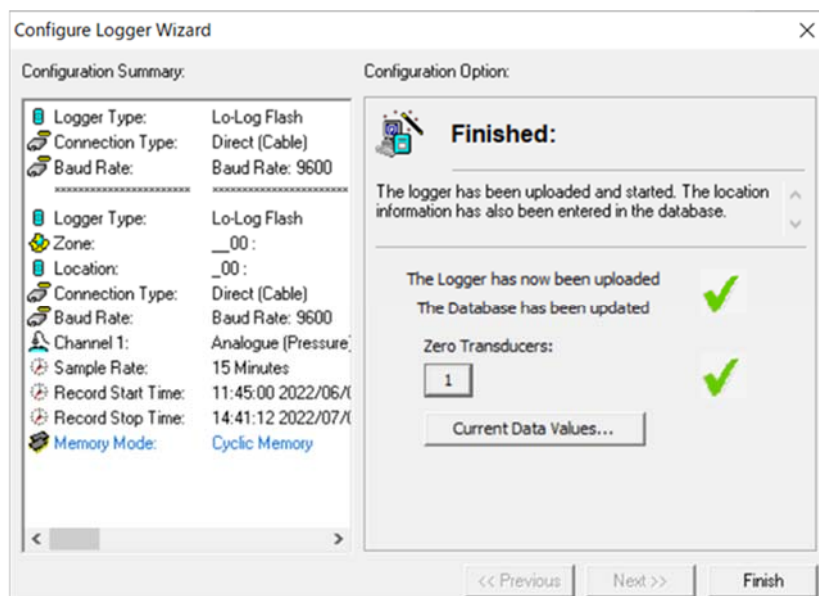 Configure Logger Wizard
Configuration Summary:
Logger Type: Lo-Log Flash
Connection Type: Direct (Cable)
Baud Rate: Baud Rate: 9600
Logger Type: Lo-Log Flash
Zone: __00 :
Location: _00 :
Connection Type: Direct (Cable)
Baud Rate: Baud Rate: 9600
Channel 1: Analogue (Pressure)
Sample Rate: 15 Minutes
Record Start Time: 11:45:00 2022/06/0
Record Stop Time: 14:41:12 2022/07/0
Memory Mode: Cyclic Memory
Configuration Option:
Finished:
The logger has been uploaded and started. The location
information has also been entered in the database.
The Logger has now been uploaded
The Database has been updated
Zero Transducers:
1
Current Data Values...
<< Previous Next >> Finish